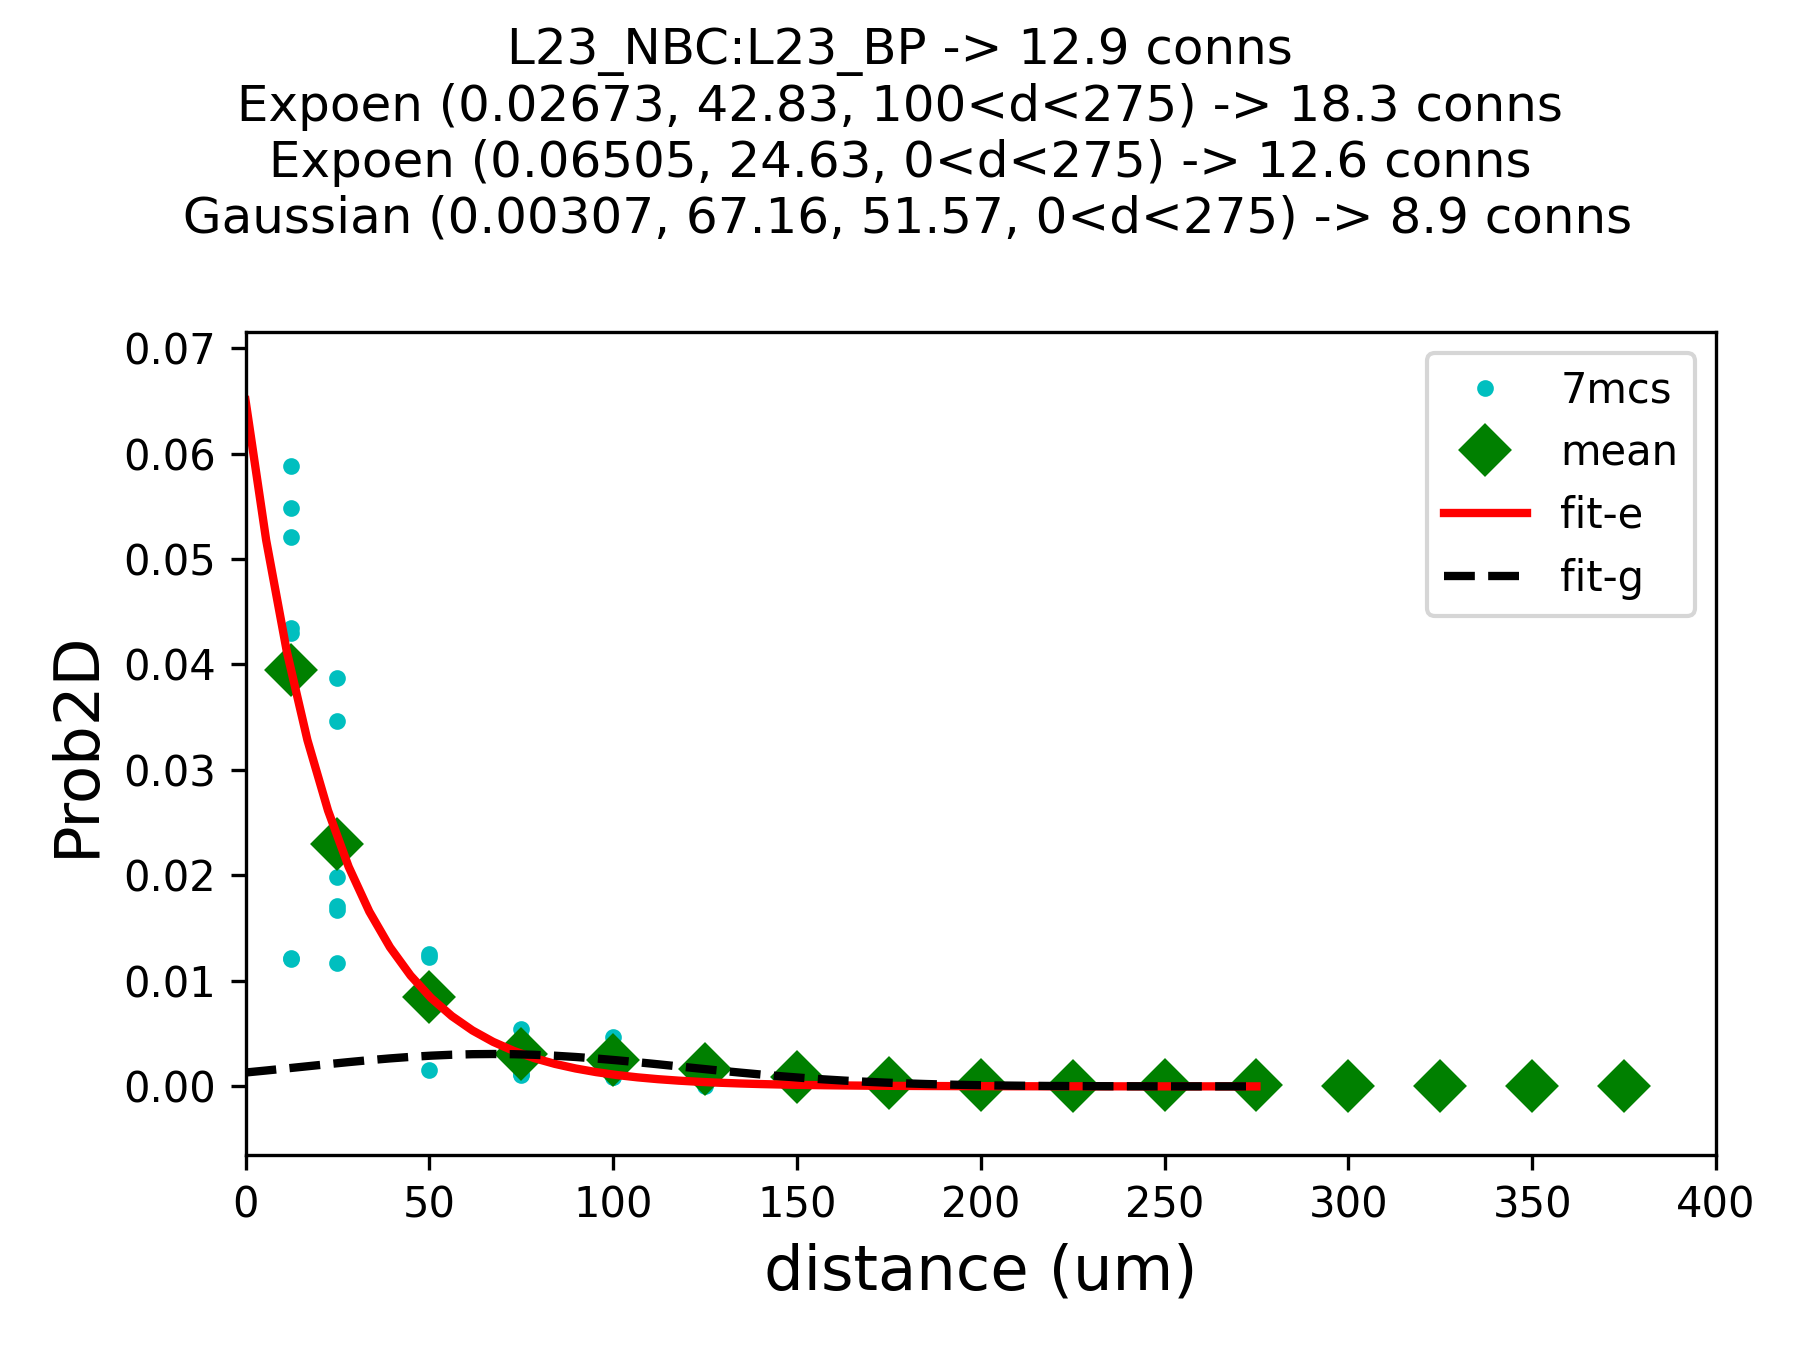 L23_NBC:L23_BP -> 12.9 conns
Expoen (0.02673, 42.83, 100<d<275) -> 18.3 conns
Expoen (0.06505, 24.63, 0<d<275) -> 12.6 conns
Gaussian (0.00307, 67.16, 51.57, 0<d<275) -> 8.9 conns
0.07
0.06
0.05
0.04
0.03
0.02
0.01
0.00
Prob2D
7mcs
mean
fit-e
fit-g
0 50 100 150 200 250 300 350 400
distance (um)